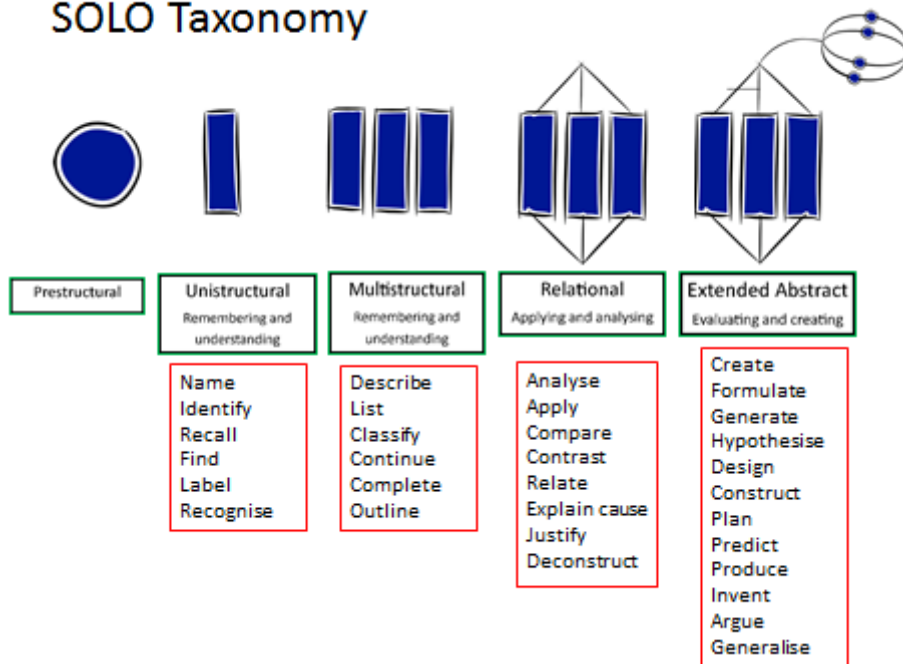 SOLO Taxonomy
Prestructural
Unistructural
Remembering and
understanding
Multistructural
Remembering and
understanding
Relational
Applying and analysing
Extended Abstract
Evaluating and creating
Name
Identify
Recall
Find
Label
Recognise
Describe
List
Classify
Continue
Complete
Outline
Analyse
Apply
Compare
Contrast
Relate
Explain cause
Justify
Deconstruct
Create
Formulate
Generate
Hypothesise
Design
Construct
Plan
Predict
Produce
Invent
Argue
Generalise